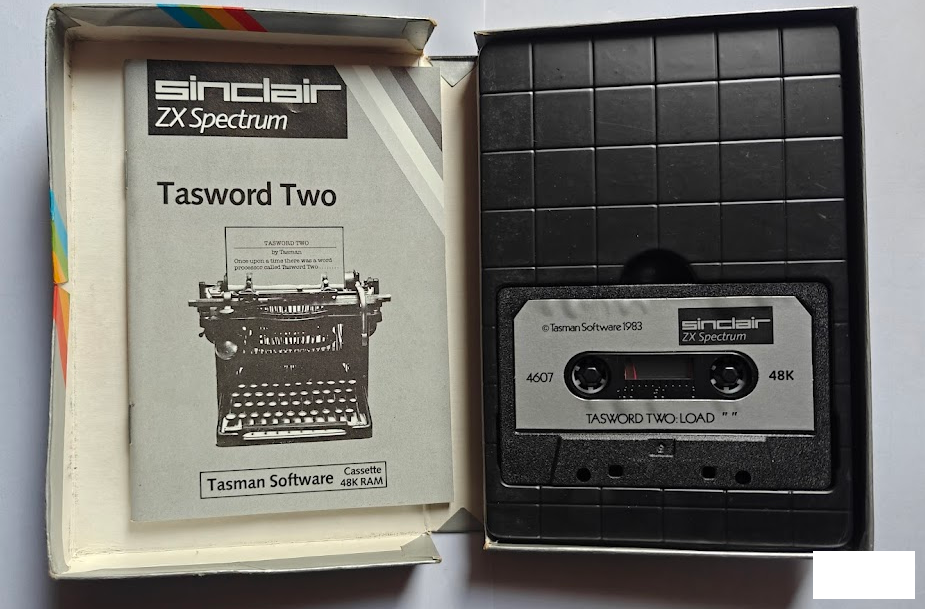 sinclair
ZX Spectrum
Tasword Two
TASWORD TWO
by Tasman
Once upon a time there was a word
processor called Tasword Two........
Tasman Software
Cassette
48K RAM
© Tasman Software 1983
sinclair
ZX Spectrum
4607
48K
TASWORD TWO: LOAD " "